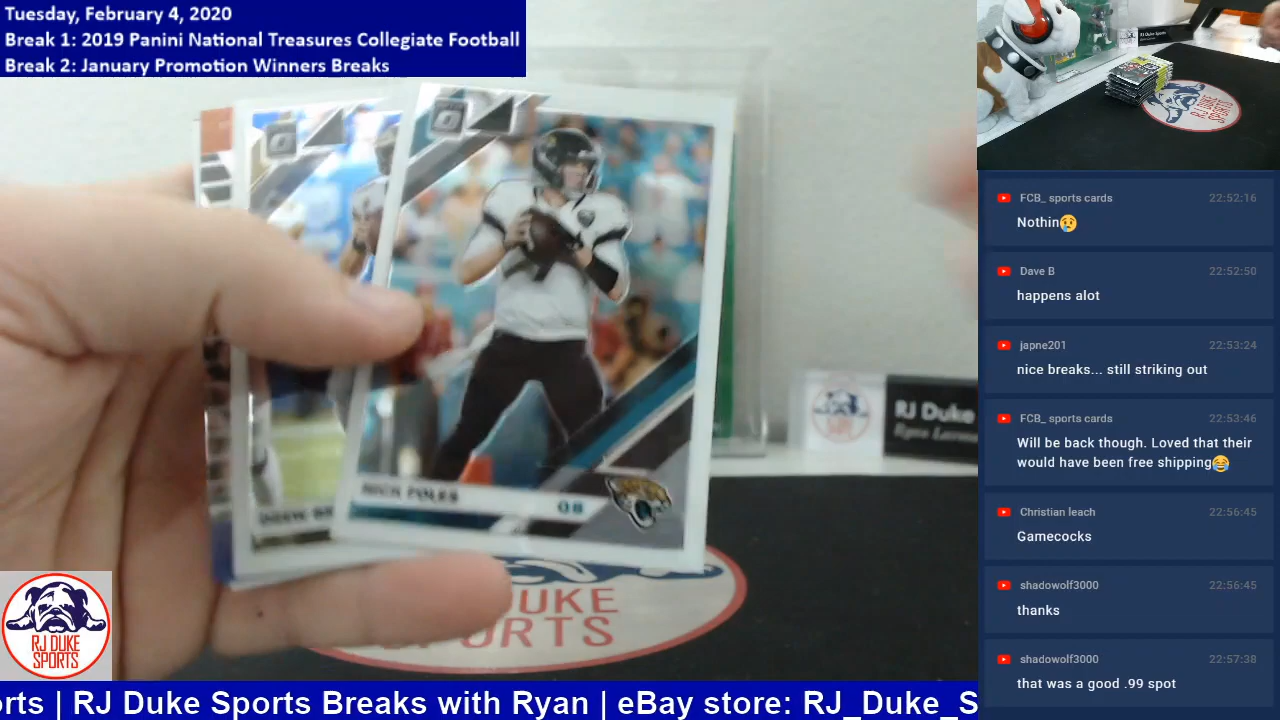 Tuesday, February 4, 2020
Break 1: 2019 Panini National Treasures Collegiate Football
Break 2: January Promotion Winners Breaks
NICK FOLES
QB
RJ Duke
DUKE
SPORTS
RJ DUKE
SPORTS
FCB_ sports cards 22:52:16
Nothin😢
Dave B 22:52:50
happens alot
japne201 22:53:24
nice breaks... still striking out
FCB_ sports cards 22:53:46
Will be back though. Loved that their
would have been free shipping😂
Christian leach 22:56:45
Gamecocks
shadowolf3000 22:56:45
thanks
shadowolf3000 22:57:38
that was a good .99 spot
orts | RJ Duke Sports Breaks with Ryan | eBay store: RJ_Duke_S